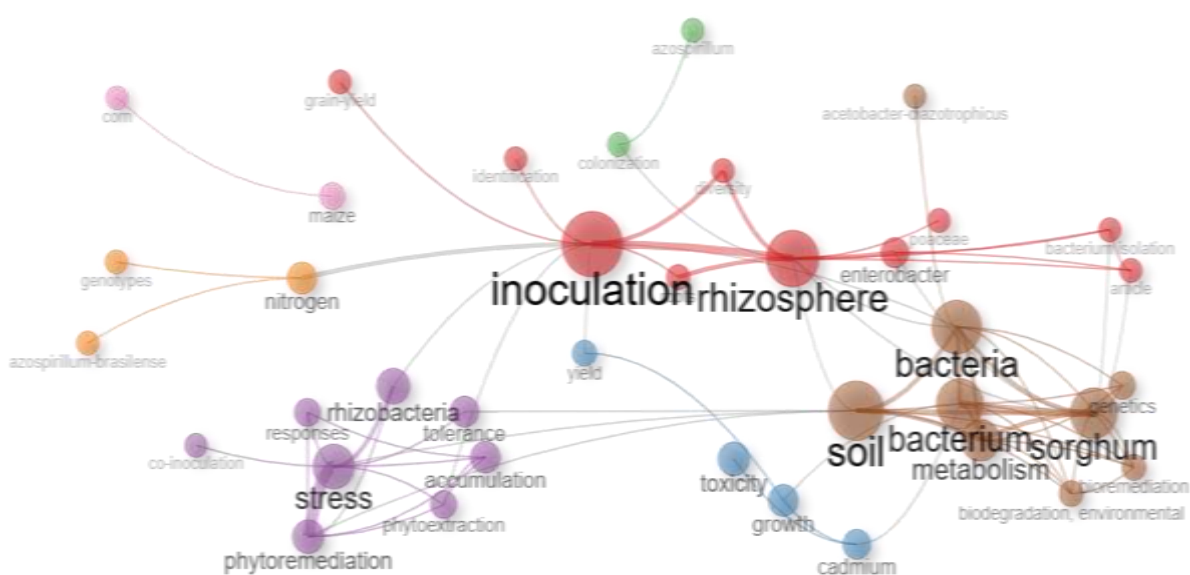 azospirillum
corn
grain-yield
acetobacter-diazotrophicus
identification
colonization
diversity
maize
poaceae
bacterium isolation
genotypes
nitrogen
inoculation
rhizosphere
enterobacter
article
azospirillum-brasilense
yield
bacteria
rhizobacteria
genetics
responses
tolerance
co-inoculation
soil
bacterium
sorghum
stress
accumulation
toxicity
metabolism
bioremediation
phytoextraction
growth
biodegradation, environmental
phytoremediation
cadmium